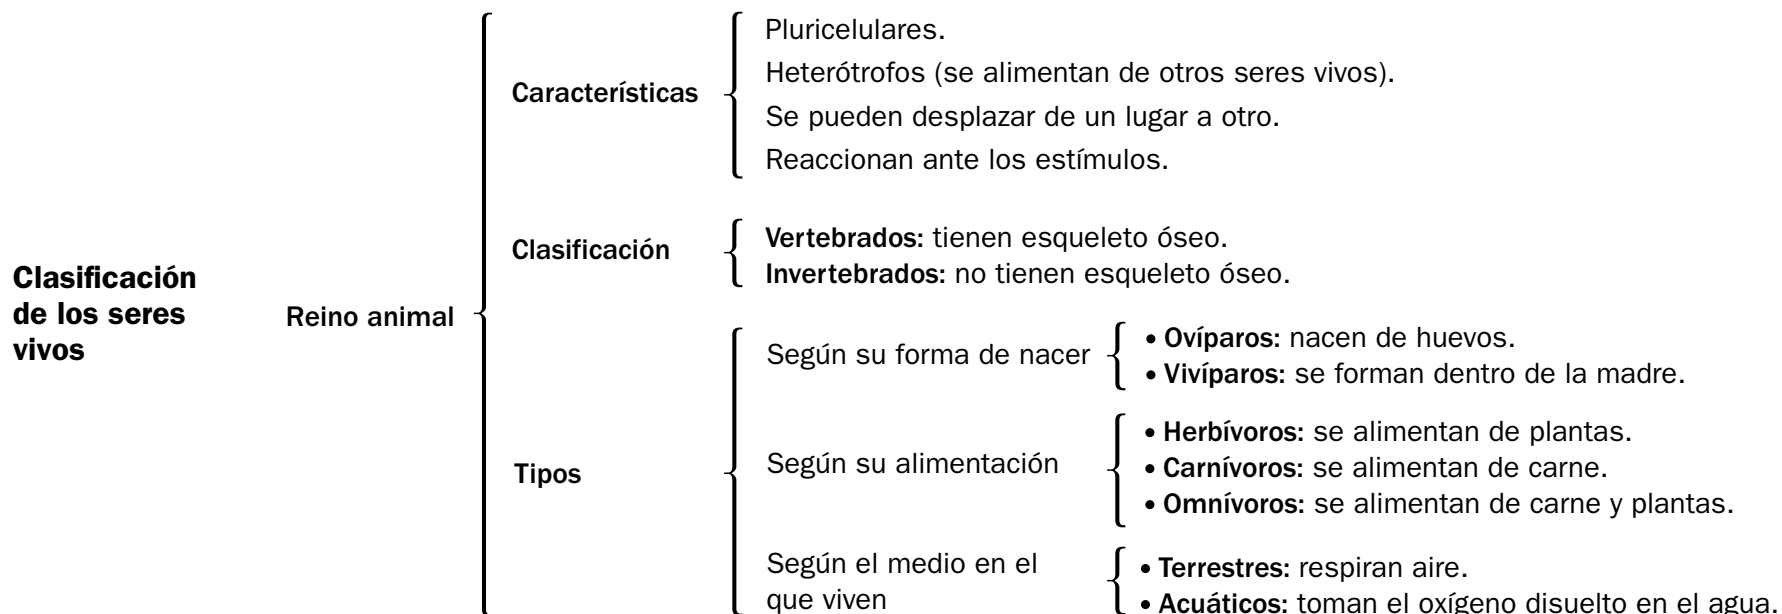 Clasificación
de los seres
vivos
Reino animal
Características
Pluricelulares.
Heterótrofos (se alimentan de otros seres vivos).
Se pueden desplazar de un lugar a otro.
Reaccionan ante los estímulos.
Clasificación
Vertebrados: tienen esqueleto óseo.
Invertebrados: no tienen esqueleto óseo.
Tipos
Según su forma de nacer
• Ovíparos: nacen de huevos.
• Vivíparos: se forman dentro de la madre.
Según su alimentación
• Herbívoros: se alimentan de plantas.
• Carnívoros: se alimentan de carne.
• Omnívoros: se alimentan de carne y plantas.
Según el medio en el
que viven
• Terrestres: respiran aire.
• Acuáticos: toman el oxígeno disuelto en el agua.